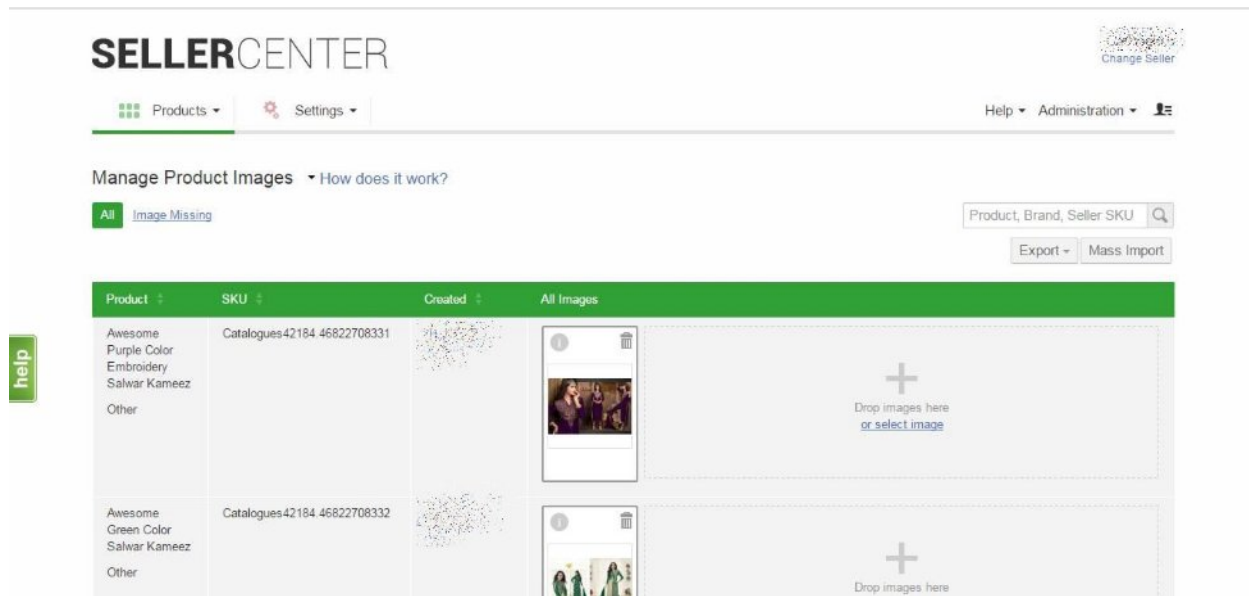 SELLERCENTER
Change Seller
Products
Settings
Help
Administration
Manage Product Images
How does it work?
All
Image Missing
Product, Brand, Seller SKU
Export
Mass Import
Product
SKU
Created
All Images
help
Awesome
Purple Color
Embroidery
Salwar Kameez
Other
Catalogues42184.46822708331
Drop images here
or select image
Awesome
Green Color
Salwar Kameez
Other
Catalogues42184.46822708332
Drop images here